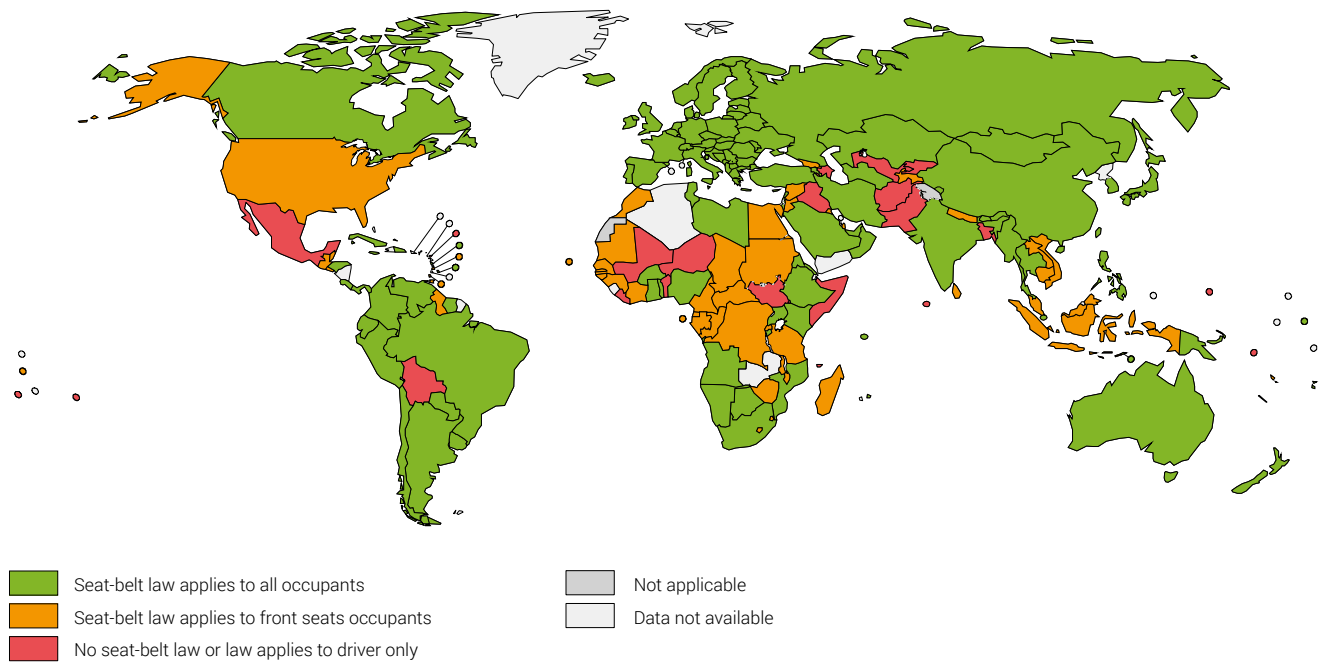 Seat-belt law applies to all occupants
Seat-belt law applies to front seats occupants
No seat-belt law or law applies to driver only
Not applicable
Data not available